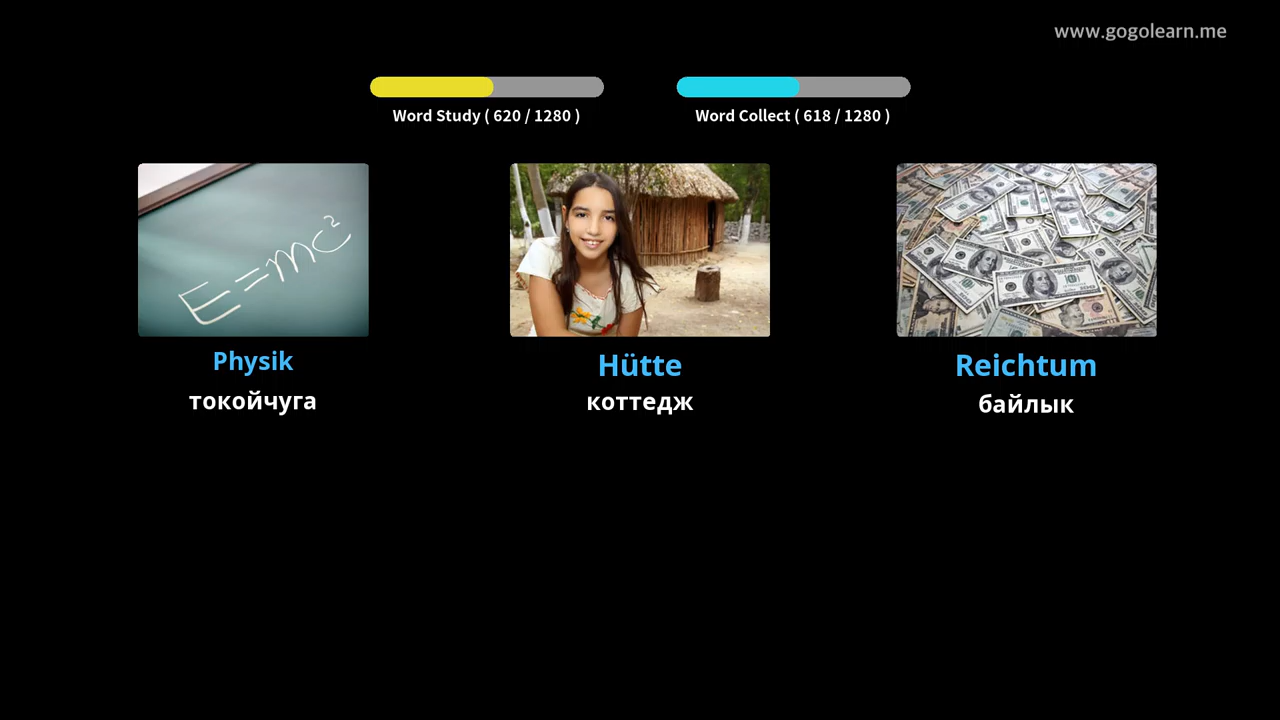 www.gogolearn.me
Word Study ( 620 / 1280 )
Word Collect ( 618 / 1280 )
E=mc²
Physik
Hütte
Reichtum
токойчуга
коттедж
байлык